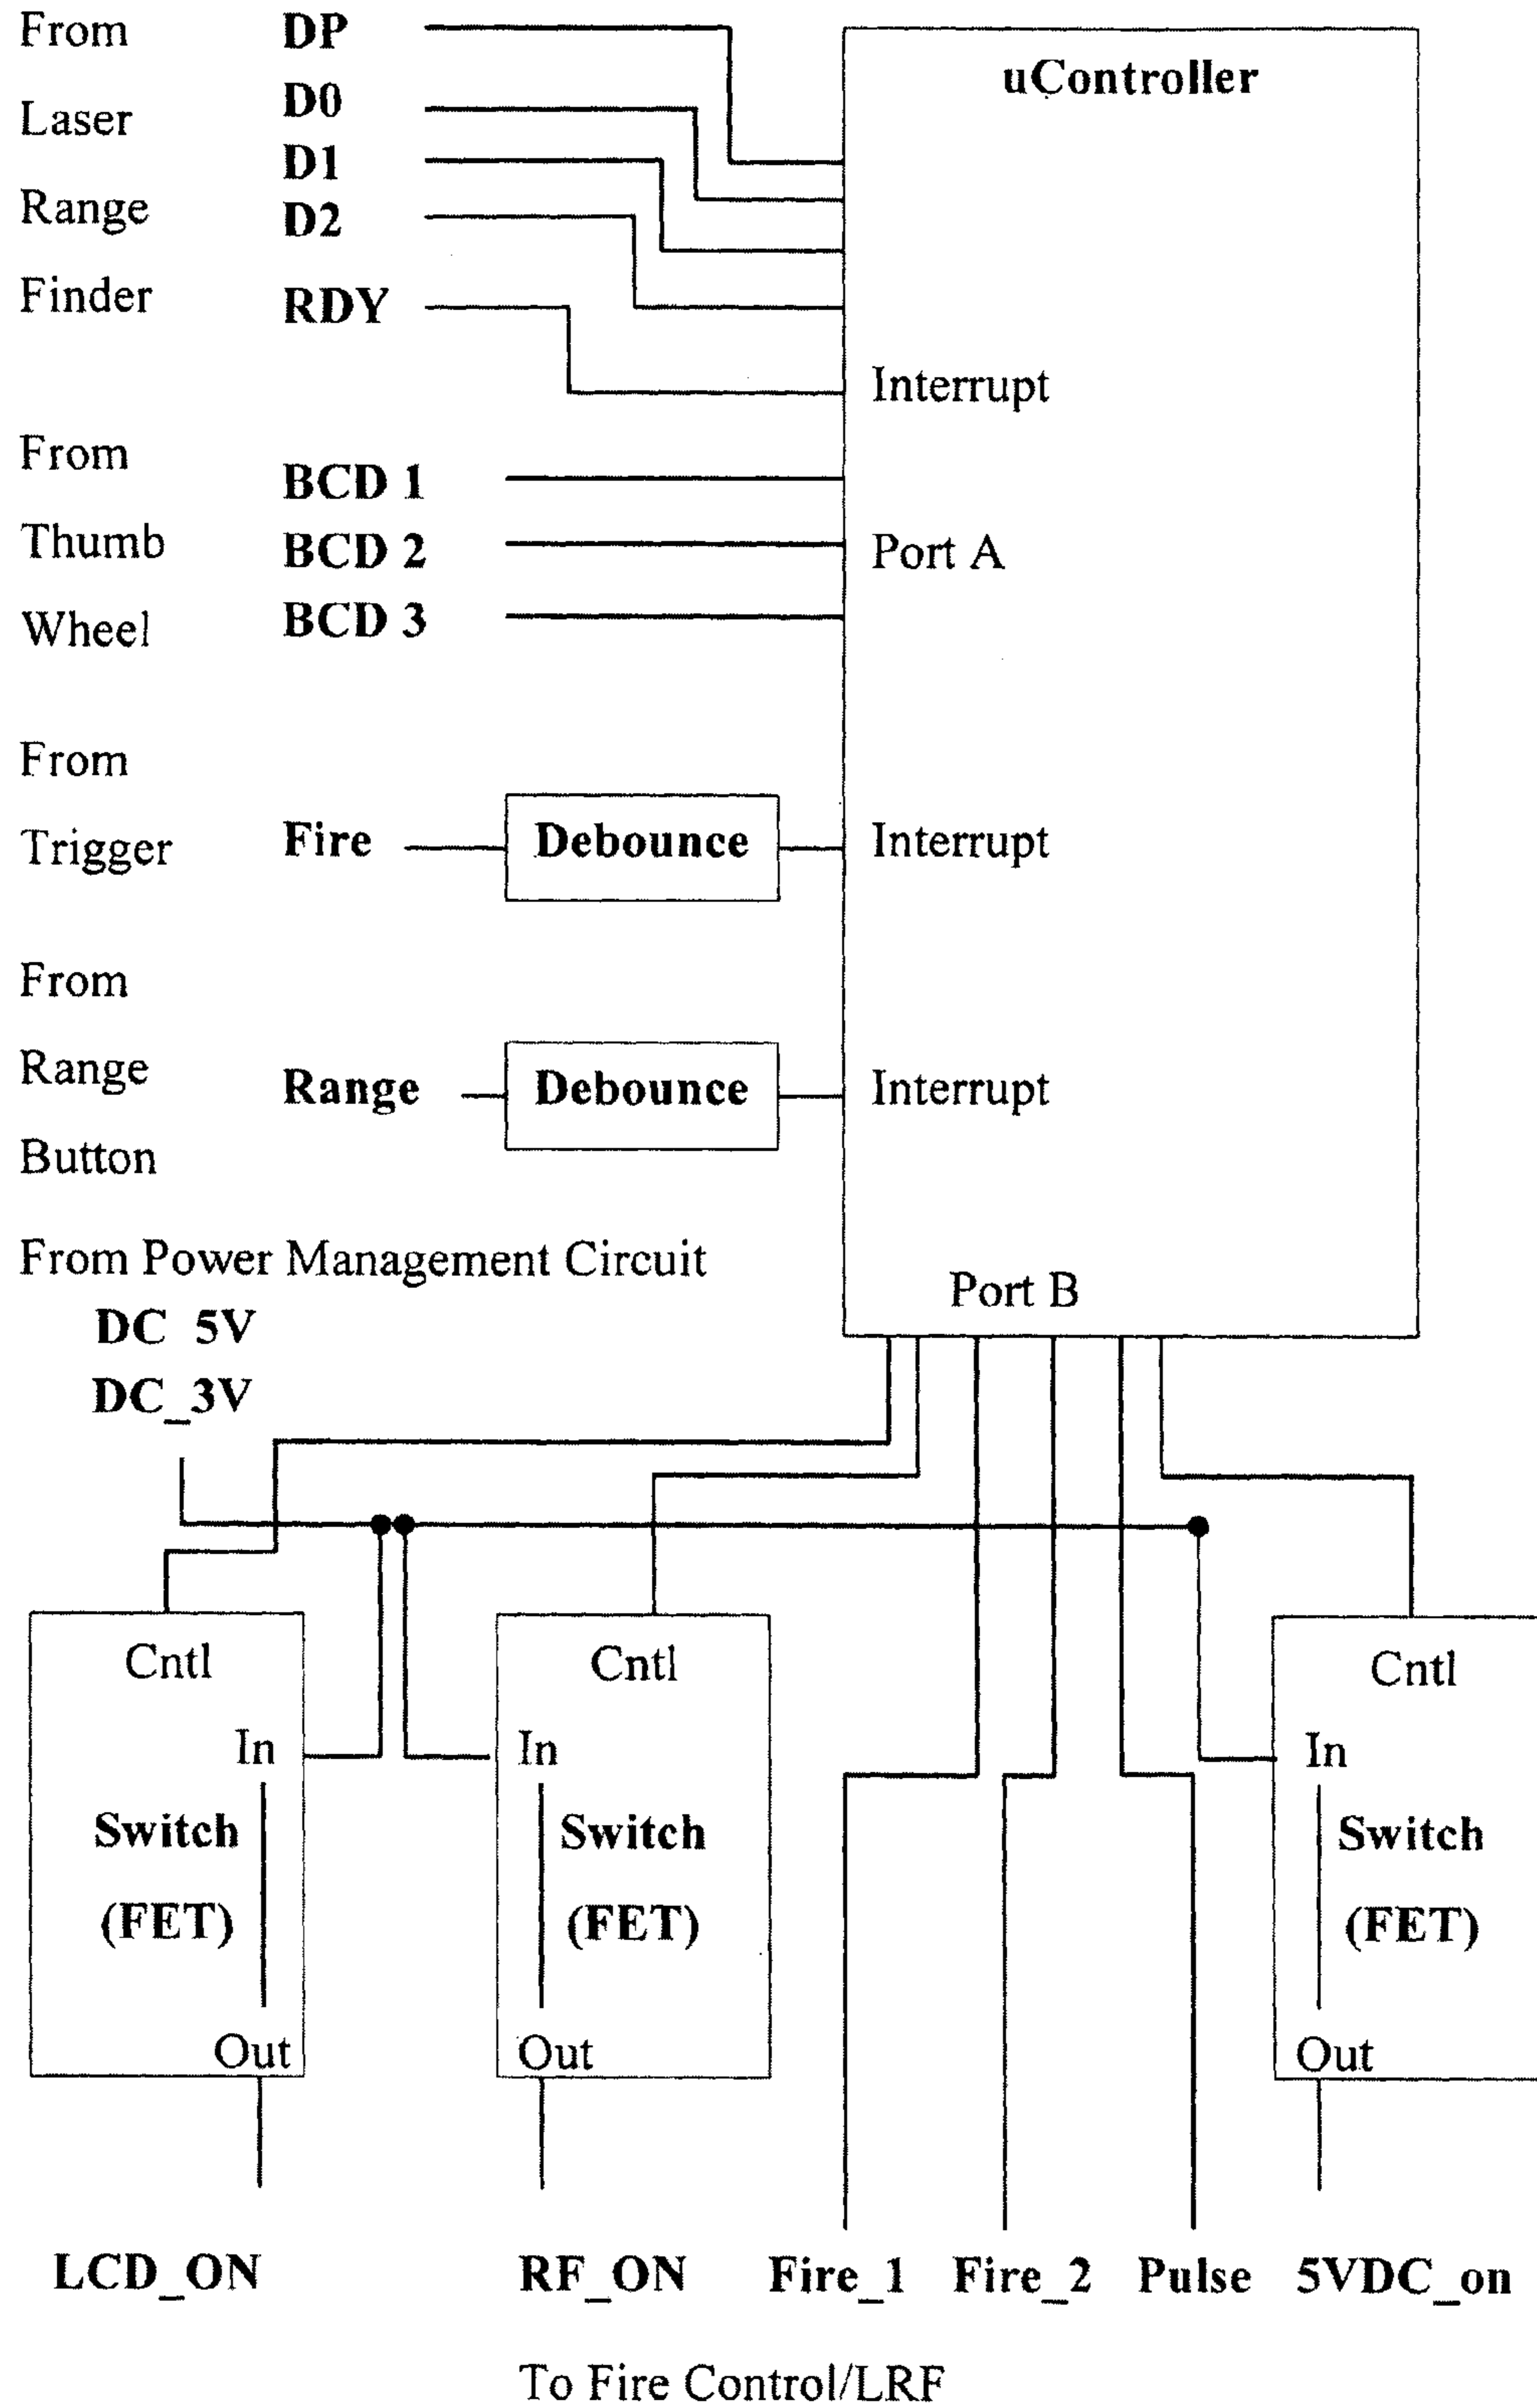 From DP
uController
Laser D0
D1
Range D2
Finder RDY
Interrupt
From
BCD 1
Thumb BCD 2
Port A
Wheel BCD 3
From
Trigger Fire Debounce Interrupt
From
Range Range Debounce Interrupt
Button
From Power Management Circuit
Port B
DC 5V
DC_3V
Cntl Cntl Cntl
In In In
Switch Switch Switch
(FET) (FET) (FET)
Out Out Out
LCD_ON RF_ON Fire_1 Fire_2 Pulse 5VDC_on
To Fire Control/LRF